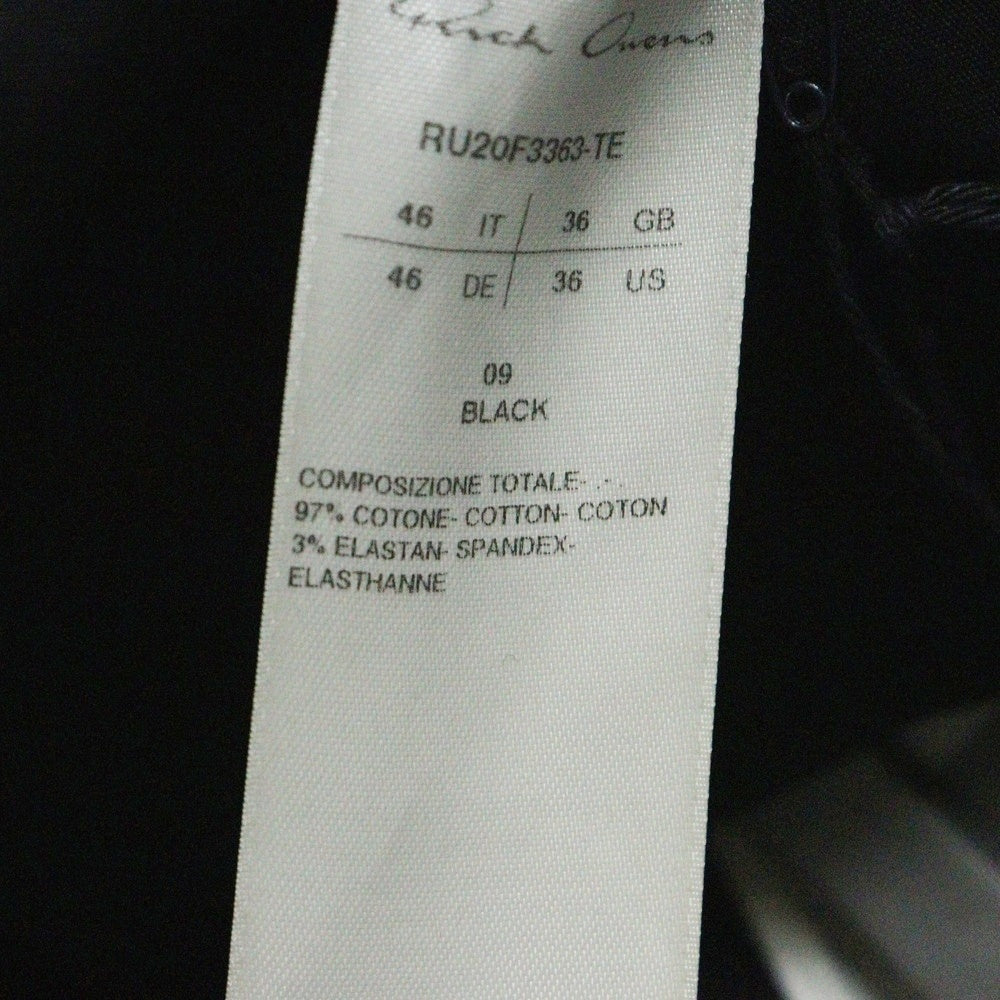 Rick Owens
RU20F3363-TE
46 IT / 36 GB
46 DE / 36 US
09
BLACK
COMPOSIZIONE TOTALE- .-.
97% COTONE- COTTON- COTON
3% ELASTAN- SPANDEX-
ELASTHANNE